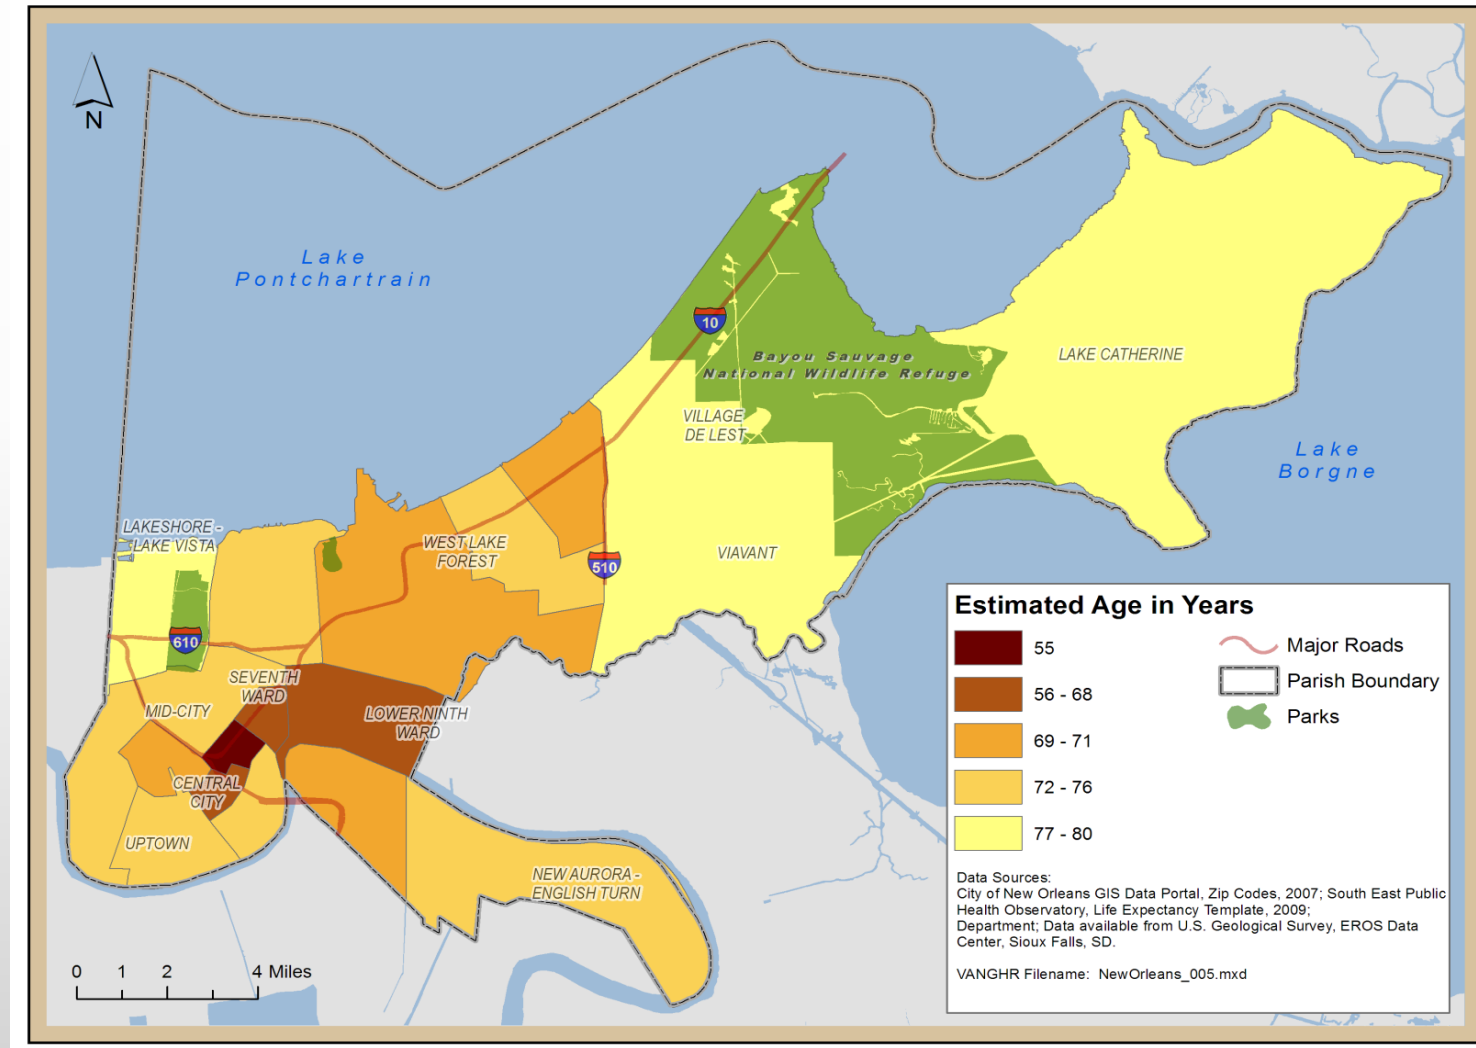 N
Lake
Pontchartrain
10
Bayou Sauvage
National Wildlife Refuge
LAKE CATHERINE
VILLAGE
DE LEST
Lake
Borgne
LAKESHORE -
LAKE VISTA
WEST LAKE
FOREST
510
VIAVANT
610
SEVENTH
WARD
MID-CITY
LOWER NINTH
WARD
CENTRAL
CITY
UPTOWN
NEW AURORA -
ENGLISH TURN
0 1 2 4 Miles
Estimated Age in Years
55
56 - 68
69 - 71
72 - 76
77 - 80
Major Roads
Parish Boundary
Parks
Data Sources:
City of New Orleans GIS Data Portal, Zip Codes, 2007; South East Public
Health Observatory, Life Expectancy Template, 2009;
Department; Data available from U.S. Geological Survey, EROS Data
Center, Sioux Falls, SD.
VANGHR Filename: NewOrleans_005.mxd